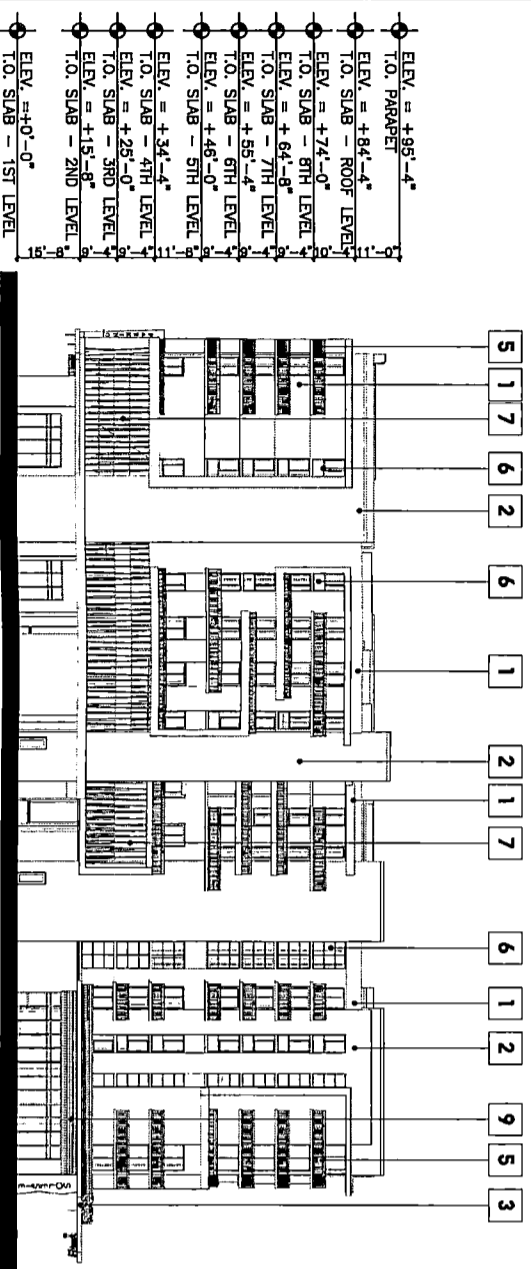 ELEV. = +95'-4"
T.O. PARAPET
ELEV. = +84'-4"
T.O. SLAB - ROOF LEVEL
ELEV. = +74'-0"
T.O. SLAB - 8TH LEVEL
ELEV. = +64'-8"
T.O. SLAB - 7TH LEVEL
ELEV. = +55'-4"
T.O. SLAB - 6TH LEVEL
ELEV. = +46'-0"
T.O. SLAB - 5TH LEVEL
ELEV. = +34'-4"
T.O. SLAB - 4TH LEVEL
ELEV. = +25'-0"
T.O. SLAB - 3RD LEVEL
ELEV. = +15'-8"
T.O. SLAB - 2ND LEVEL
ELEV. =±0'-0"
T.O. SLAB - 1ST LEVEL
11'-0"
10'-4"
9'-4"
9'-4"
9'-4"
11'-8"
9'-4"
9'-4"
15'-8"
5
1
7
6
2
6
1
2
1
7
6
1
2
9
5
3